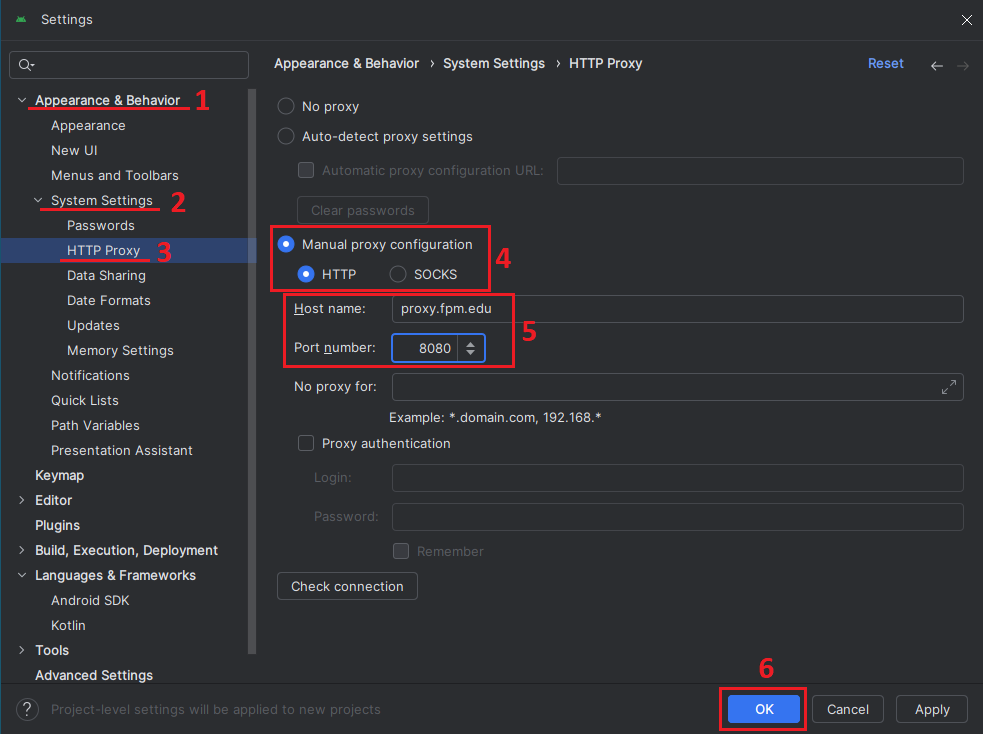 Settings
Appearance & Behavior 1
Appearance
New UI
Menus and Toolbars
System Settings 2
Passwords
HTTP Proxy 3
Data Sharing
Date Formats
Updates
Memory Settings
Notifications
Quick Lists
Path Variables
Presentation Assistant
Keymap
Editor
Plugins
Build, Execution, Deployment
Languages & Frameworks
Android SDK
Kotlin
Tools
Advanced Settings
Appearance & Behavior › System Settings › HTTP Proxy
Reset
No proxy
Auto-detect proxy settings
Automatic proxy configuration URL:
Clear passwords
Manual proxy configuration
HTTP SOCKS
4
Host name: proxy.fpm.edu
Port number: 8080
5
No proxy for:
Example: *.domain.com, 192.168.*
Proxy authentication
Login:
Password:
Remember
Check connection
6
? Project-level settings will be applied to new projects
OK Cancel Apply